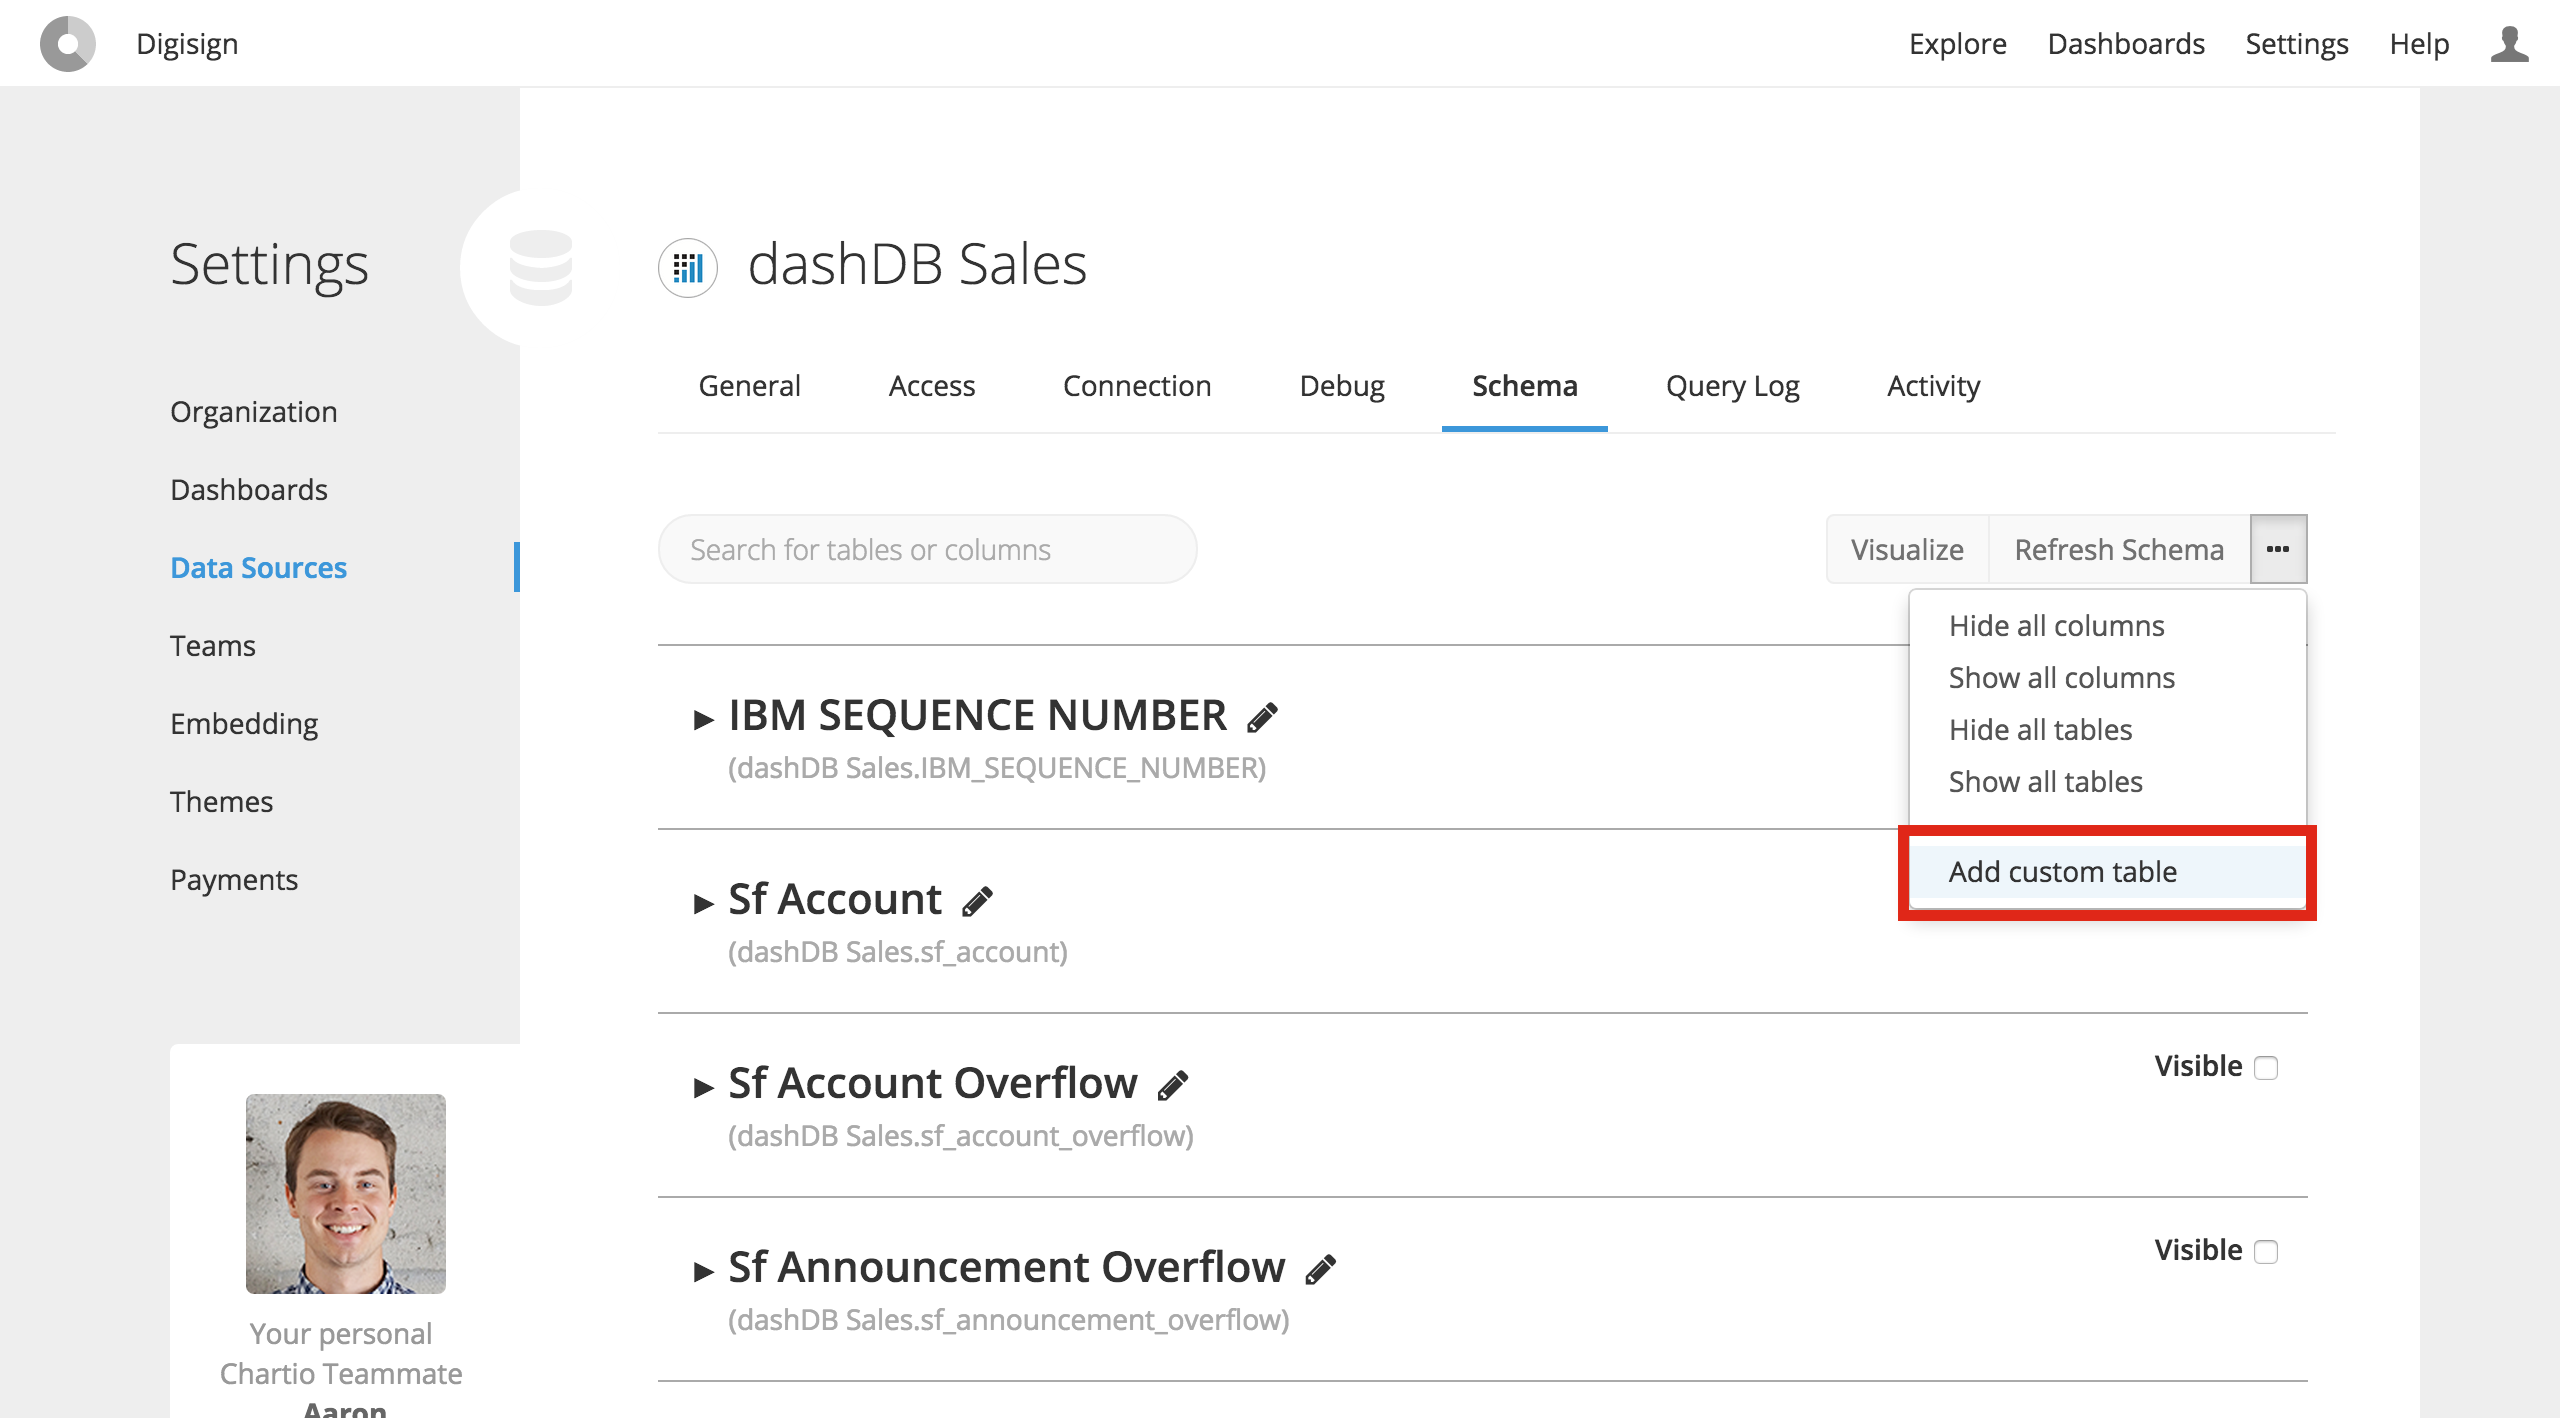 Digisign
Explore
Dashboards
Settings
Help
Settings
Organization
Dashboards
Data Sources
Teams
Embedding
Themes
Payments
Your personal
Chartio Teammate
Aaron
dashDB Sales
General
Access
Connection
Debug
Schema
Query Log
Activity
Search for tables or columns
Visualize
Refresh Schema
Hide all columns
Show all columns
Hide all tables
Show all tables
Add custom table
IBM SEQUENCE NUMBER
(dashDB Sales.IBM_SEQUENCE_NUMBER)
Sf Account
(dashDB Sales.sf_account)
Sf Account Overflow
(dashDB Sales.sf_account_overflow)
Visible
Sf Announcement Overflow
(dashDB Sales.sf_announcement_overflow)
Visible